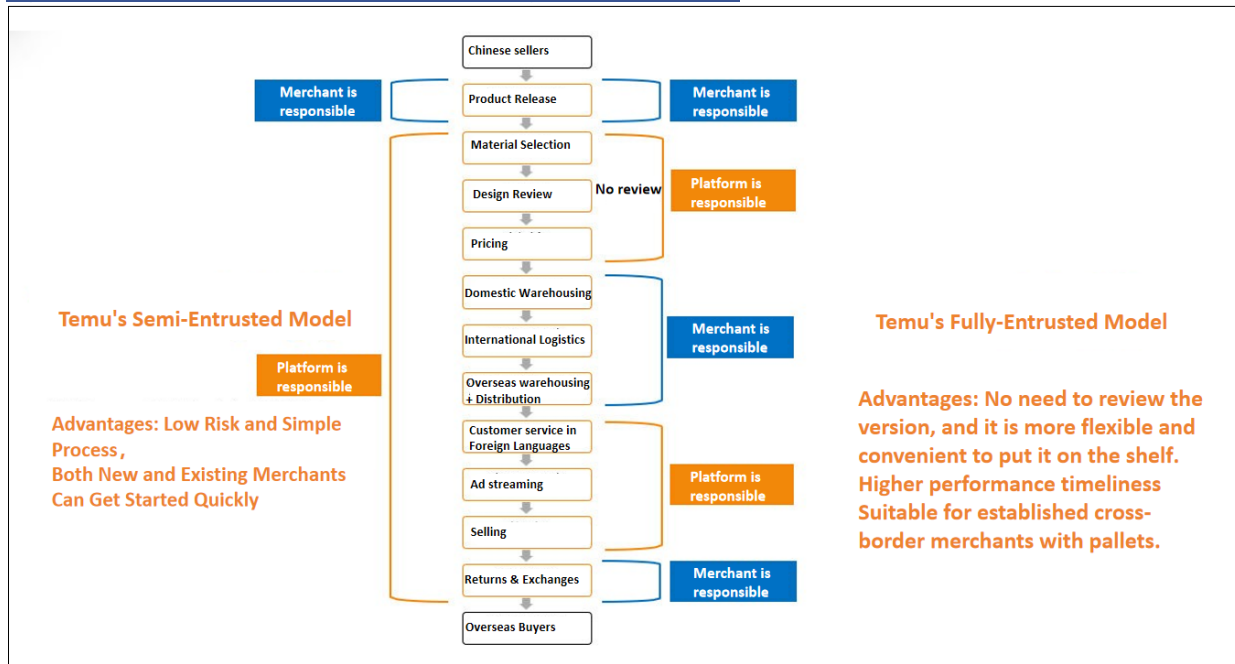 Chinese sellers
Merchant is
responsible
Product Release
Merchant is
responsible
Material Selection
Design Review
No review
Platform is
responsible
Pricing
Domestic Warehousing
Temu's Semi-Entrusted Model
International Logistics
Merchant is
responsible
Temu's Fully-Entrusted Model
Platform is
responsible
Overseas warehousing
+ Distribution
Advantages: Low Risk and Simple
Process,
Both New and Existing Merchants
Can Get Started Quickly
Customer service in
Foreign Languages
Ad streaming
Platform is
responsible
Selling
Advantages: No need to review the
version, and it is more flexible and
convenient to put it on the shelf.
Higher performance timeliness
Suitable for established cross-
border merchants with pallets.
Returns & Exchanges
Merchant is
responsible
Overseas Buyers